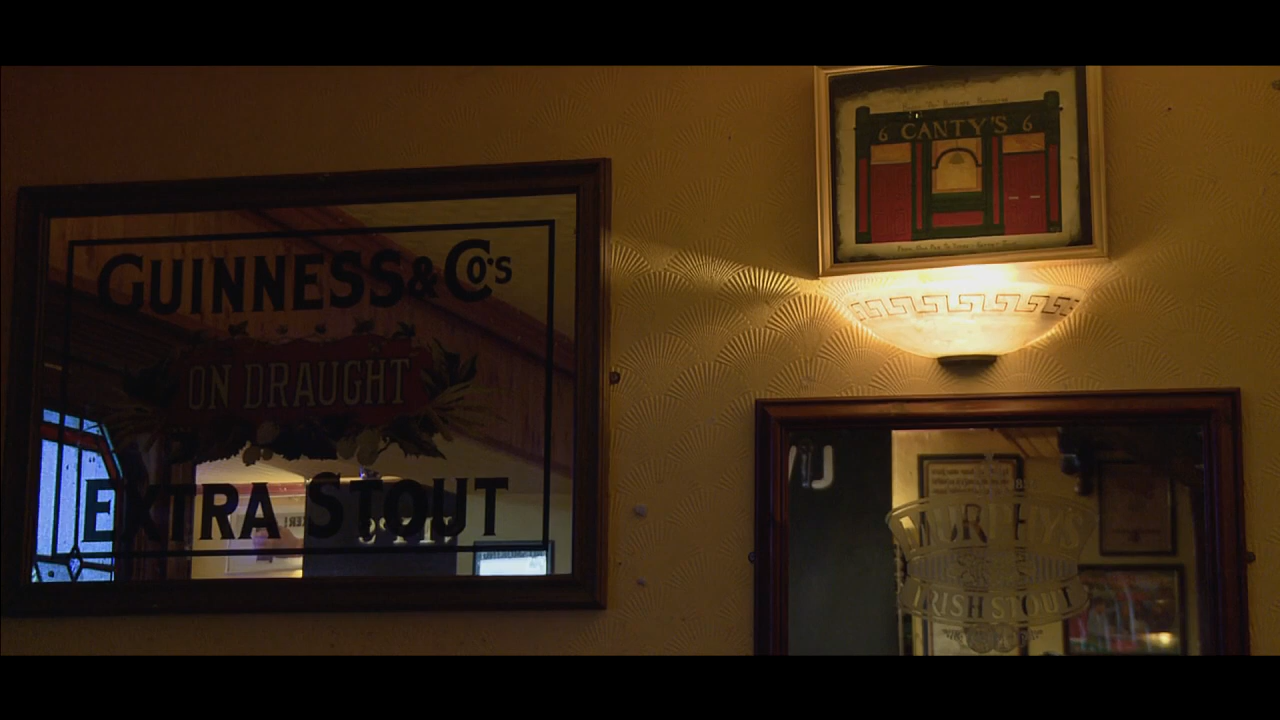 GUINNESS & CO'S
ON DRAUGHT
EXTRA STOUT
6 CANTY'S 6
MURPHY'S
IRISH STOUT